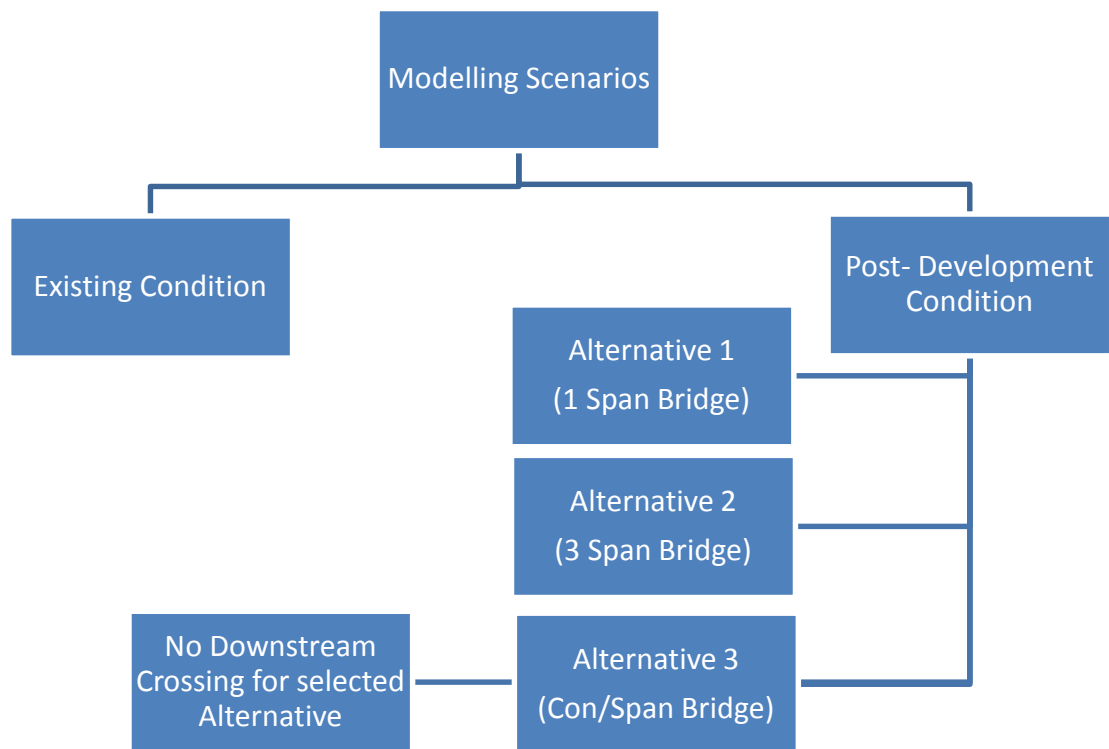 Modelling Scenarios
Existing Condition
Post- Development
Condition
Alternative 1
(1 Span Bridge)
Alternative 2
(3 Span Bridge)
No Downstream
Crossing for selected
Alternative
Alternative 3
(Con/Span Bridge)